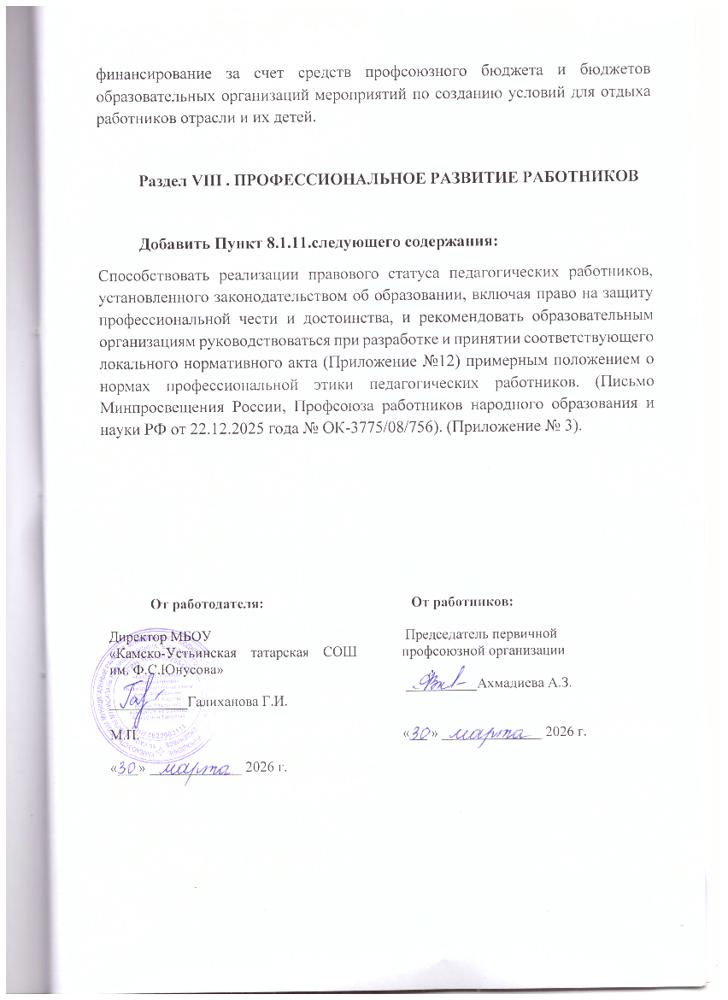 финансирование за счет средств профсоюзного бюджета и бюджетов
образовательных организаций мероприятий по созданию условий для отдыха
работников отрасли и их детей.
Раздел VIII . ПРОФЕССИОНАЛЬНОЕ РАЗВИТИЕ РАБОТНИКОВ
Добавить Пункт 8.1.11.следующего содержания:
Способствовать реализации правового статуса педагогических работников,
установленного законодательством об образовании, включая право на защиту
профессиональной чести и достоинства, и рекомендовать образовательным
организациям руководствоваться при разработке и принятии соответствующего
локального нормативного акта (Приложение №12) примерным положением о
нормах профессиональной этики педагогических работников. (Письмо
Минпросвещения России, Профсоюза работников народного образования и
науки РФ от 22.12.2025 года № ОК-3775/08/756). (Приложение № 3).
От работодателя:
Директор МБОУ
«Камско-Устьинская татарская СОШ
им. Ф.С.Юнусова»
Галиханова Г.И.
М.П.
«30» марта 2026 г.
От работников:
Председатель первичной
профсоюзной организации
Ахмадиева А.З.
«30» марта 2026 г.